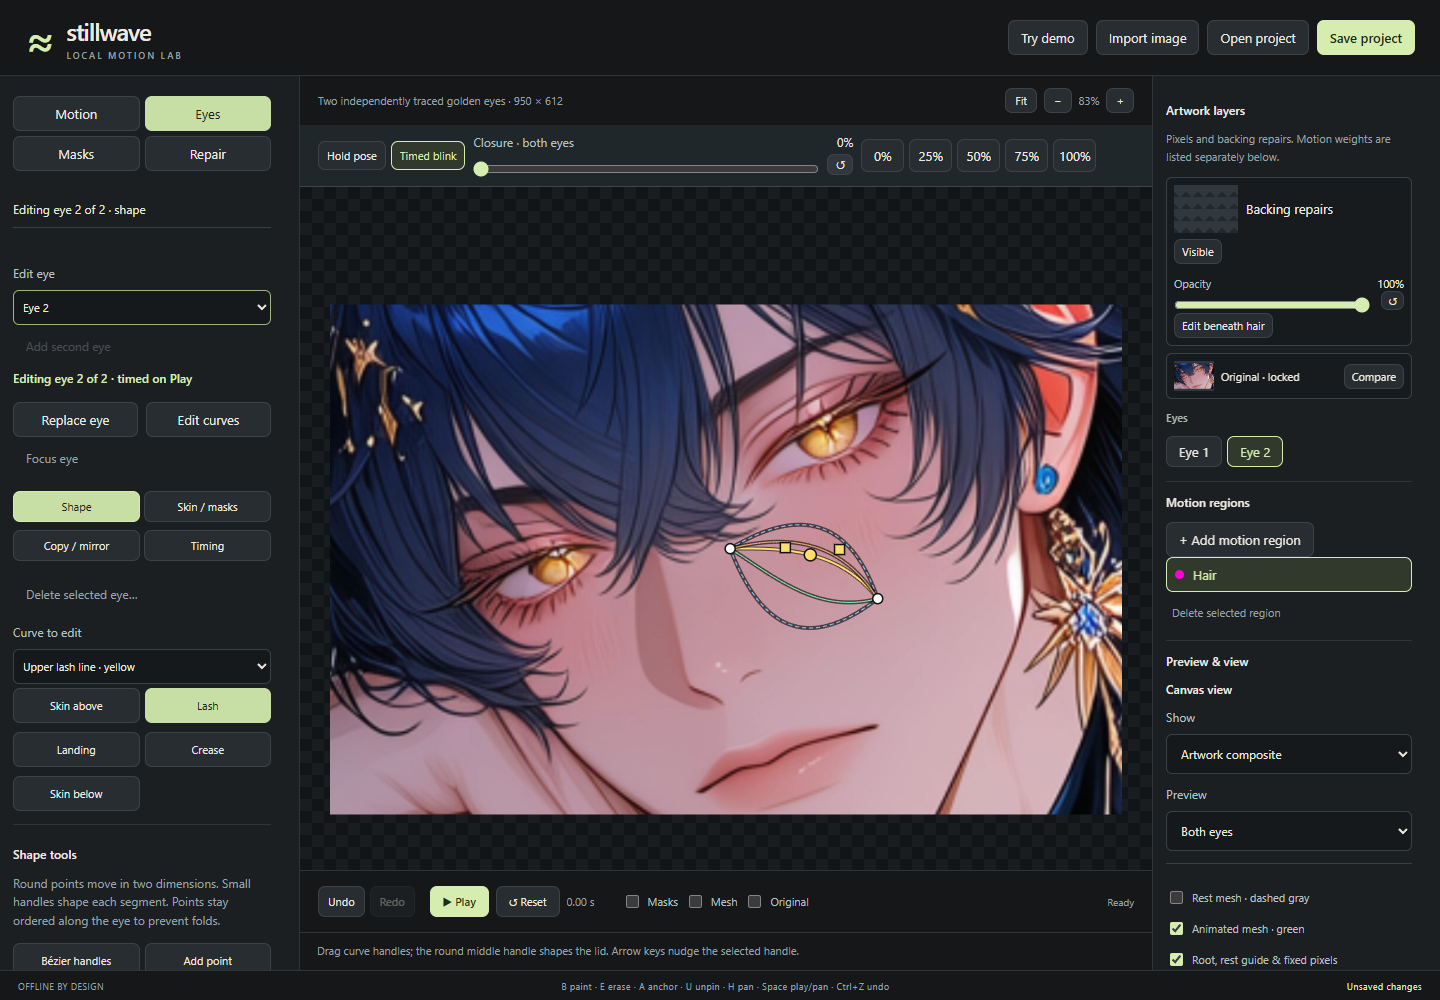 stillwave
LOCAL MOTION LAB
Try demo
Import image
Open project
Save project
Motion
Eyes
Masks
Repair
Editing eye 2 of 2 · shape
Edit eye
Eye 2
Add second eye
Editing eye 2 of 2 · timed on Play
Replace eye
Edit curves
Focus eye
Shape
Skin / masks
Copy / mirror
Timing
Delete selected eye...
Curve to edit
Upper lash line · yellow
Skin above
Lash
Landing
Crease
Skin below
Shape tools
Round points move in two dimensions. Small
handles shape each segment. Points stay
ordered along the eye to prevent folds.
Bézier handles
Add point
Two independently traced golden eyes · 950 × 612
Fit
−
83%
+
Hold pose
Timed blink
Closure · both eyes
0%
↺
0%
25%
50%
75%
100%
Undo
Redo
▶ Play
↺ Reset
0.00 s
Masks
Mesh
Original
Ready
Drag curve handles; the round middle handle shapes the lid. Arrow keys nudge the selected handle.
Artwork layers
Pixels and backing repairs. Motion weights are
listed separately below.
Backing repairs
Visible
Opacity
100%
↺
Edit beneath hair
Original · locked
Compare
Eyes
Eye 1
Eye 2
Motion regions
+ Add motion region
Hair
Delete selected region
Preview & view
Canvas view
Show
Artwork composite
Preview
Both eyes
Rest mesh · dashed gray
Animated mesh · green
Root, rest guide & fixed pixels
OFFLINE BY DESIGN
B paint · E erase · A anchor · U unpin · H pan · Space play/pan · Ctrl+Z undo
Unsaved changes